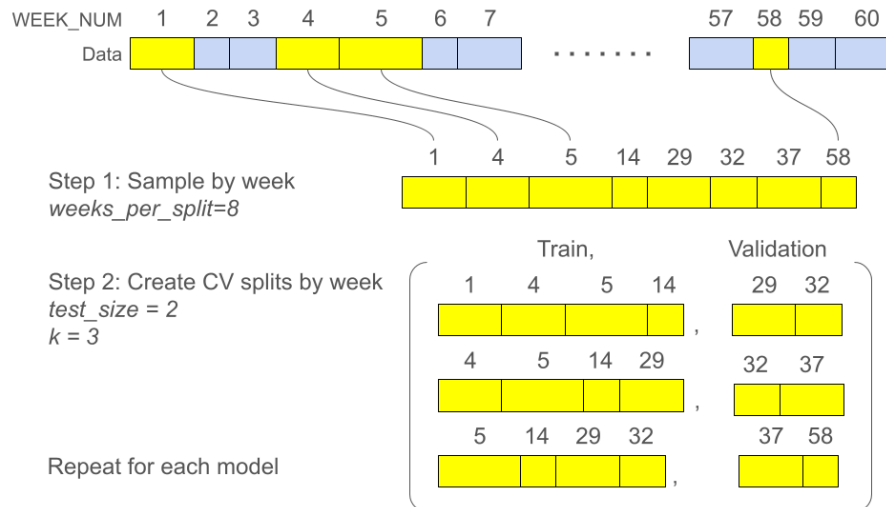 WEEK_NUM 1 2 3 4 5 6 7 57 58 59 60
Data .......
1 4 5 14 29 32 37 58
Step 1: Sample by week
weeks_per_split=8
Train, Validation
Step 2: Create CV splits by week
test_size = 2
k = 3
1 4 5 14 , 29 32
4 5 14 29 , 32 37
5 14 29 32 , 37 58
Repeat for each model